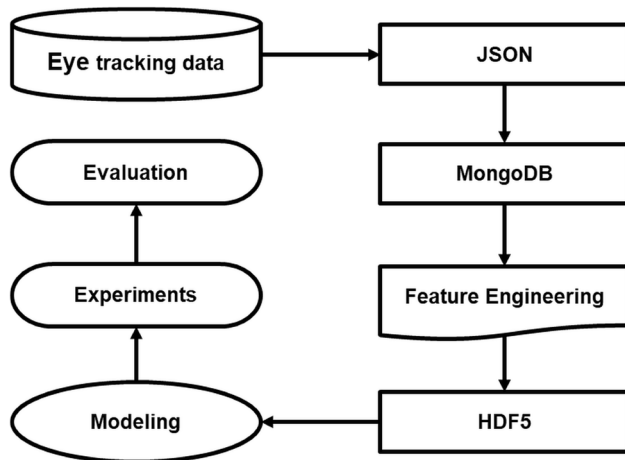 Eye tracking data
JSON
MongoDB
Feature Engineering
HDF5
Modeling
Experiments
Evaluation